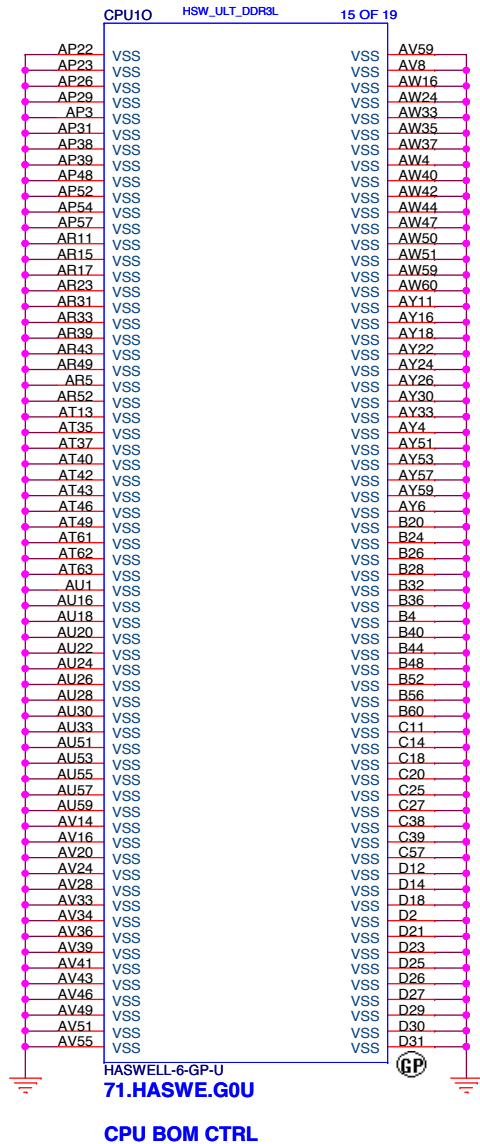 CPU1O HSW_ULT_DDR3L 15 OF 19
AP22 VSS VSS AV59
AP23 VSS VSS AV8
AP26 VSS VSS AW16
AP29 VSS VSS AW24
AP3 VSS VSS AW33
AP31 VSS VSS AW35
AP38 VSS VSS AW37
AP39 VSS VSS AW4
AP48 VSS VSS AW40
AP52 VSS VSS AW42
AP54 VSS VSS AW44
AP57 VSS VSS AW47
AR11 VSS VSS AW50
AR15 VSS VSS AW51
AR17 VSS VSS AW59
AR23 VSS VSS AW60
AR31 VSS VSS AY11
AR33 VSS VSS AY16
AR39 VSS VSS AY18
AR43 VSS VSS AY22
AR49 VSS VSS AY24
AR5 VSS VSS AY26
AR52 VSS VSS AY30
AT13 VSS VSS AY33
AT35 VSS VSS AY4
AT37 VSS VSS AY51
AT40 VSS VSS AY53
AT42 VSS VSS AY57
AT43 VSS VSS AY59
AT46 VSS VSS AY6
AT49 VSS VSS B20
AT61 VSS VSS B24
AT62 VSS VSS B26
AT63 VSS VSS B28
AU1 VSS VSS B32
AU16 VSS VSS B36
AU18 VSS VSS B4
AU20 VSS VSS B40
AU22 VSS VSS B44
AU24 VSS VSS B48
AU26 VSS VSS B52
AU28 VSS VSS B56
AU30 VSS VSS B60
AU33 VSS VSS C11
AU51 VSS VSS C14
AU53 VSS VSS C18
AU55 VSS VSS C20
AU57 VSS VSS C25
AU59 VSS VSS C27
AV14 VSS VSS C38
AV16 VSS VSS C39
AV20 VSS VSS C57
AV24 VSS VSS D12
AV28 VSS VSS D14
AV33 VSS VSS D18
AV34 VSS VSS D2
AV36 VSS VSS D21
AV39 VSS VSS D23
AV41 VSS VSS D25
AV43 VSS VSS D26
AV46 VSS VSS D27
AV49 VSS VSS D29
AV51 VSS VSS D30
AV55 VSS VSS D31
HASWELL-6-GP-U GP
71.HASWE.G0U
CPU BOM CTRL